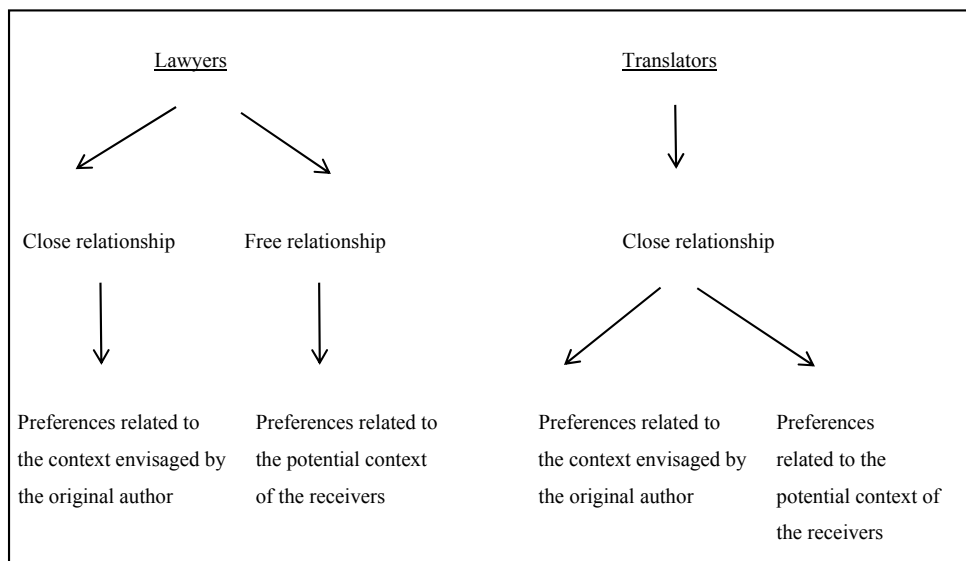 Lawyers
Translators
Close relationship
Free relationship
Close relationship
Preferences related to
the context envisaged by
the original author
Preferences related to
the potential context
of the receivers
Preferences related to
the context envisaged by
the original author
Preferences
related to the
potential context of
the receivers